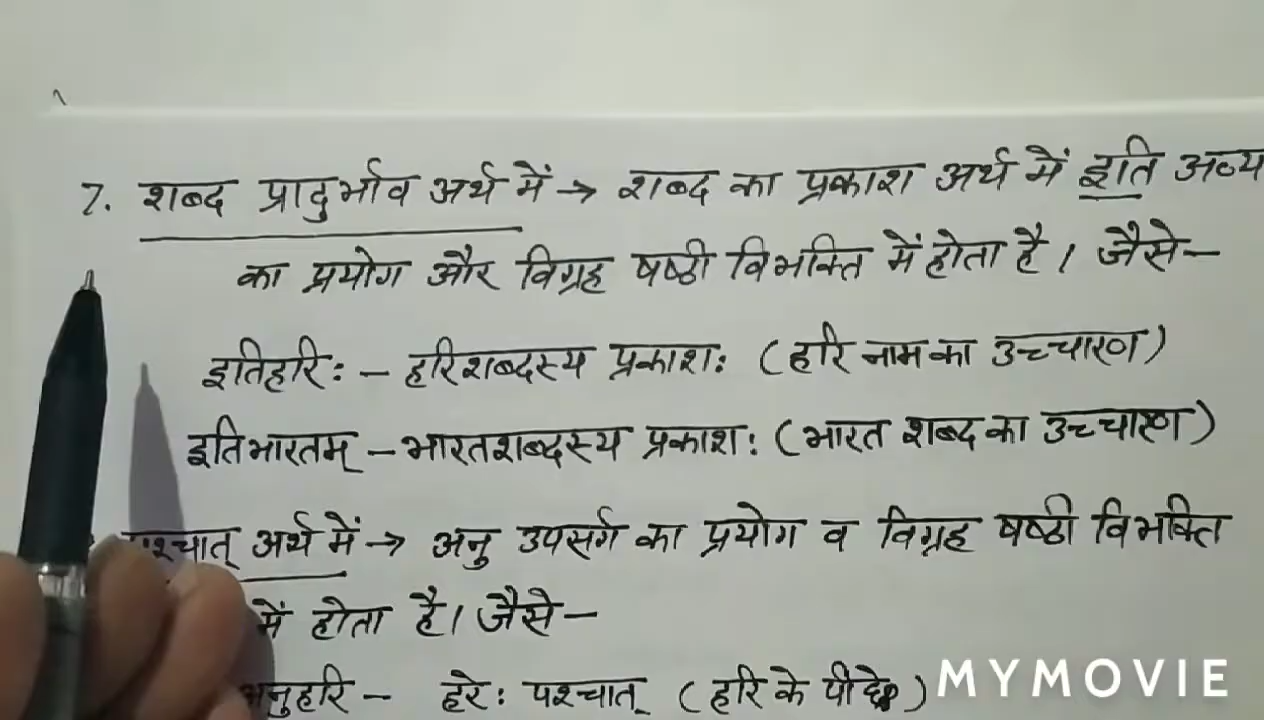 7. शब्द प्रादुर्भाव अर्थ में → शब्द का प्रकाश अर्थ में इति अव्य
का प्रयोग और विग्रह षष्ठी विभक्ति में होता है। जैसे–
इतिहरिः – हरिशब्दस्य प्रकाशः (हरि नाम का उच्चारण)
इतिभारतम् – भारतशब्दस्य प्रकाशः (भारत शब्द का उच्चारण)
पश्चात् अर्थ में → अनु उपसर्ग का प्रयोग व विग्रह षष्ठी विभक्ति
में होता है। जैसे–
अनुहरि – हरेः पश्चात् (हरि के पीछे)
MYMOVIE